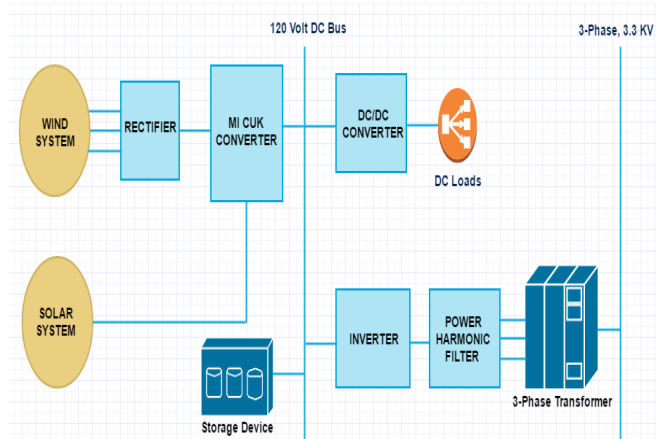 120 Volt DC Bus
3-Phase, 3.3 KV
WIND
SYSTEM
RECTIFIER
MI CUK
CONVERTER
DC/DC
CONVERTER
DC Loads
SOLAR
SYSTEM
INVERTER
POWER
HARMONIC
FILTER
3-Phase Transformer
Storage Device